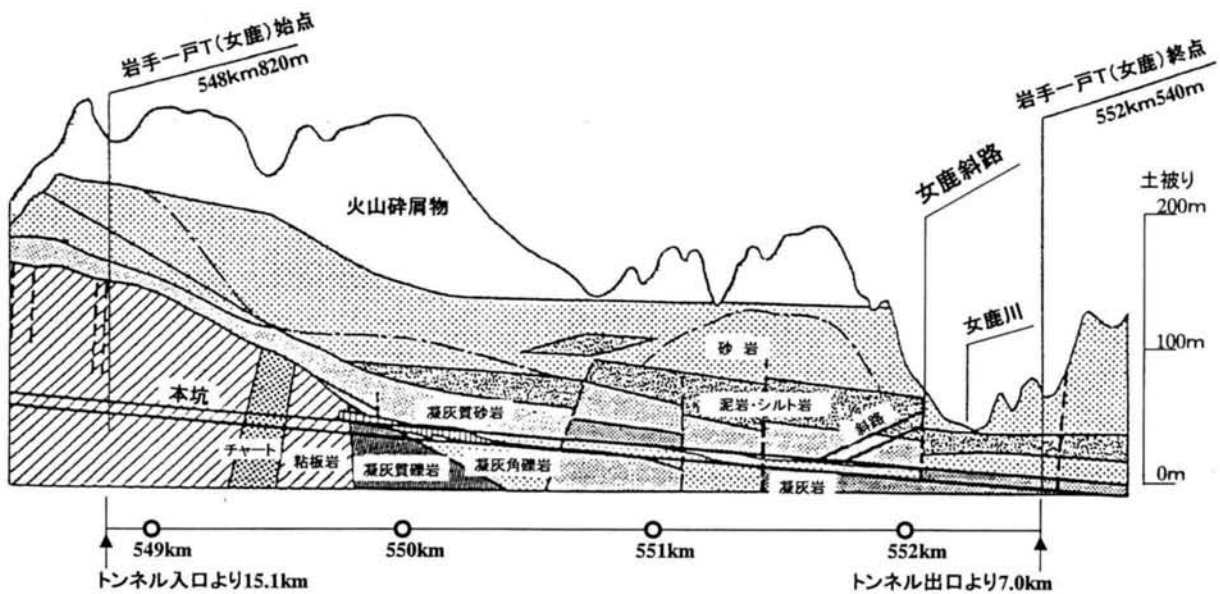 岩手一戸T(女鹿)始点
548km820m
岩手一戸T(女鹿)終点
552km540m
女鹿斜路
土被り
200m
火山砕屑物
女鹿川
砂岩
100m
本坑
泥岩・シルト岩
凝灰質砂岩
斜路
チャート
粘板岩
凝灰質礫岩
凝灰角礫岩
凝灰岩
0m
549km
550km
551km
552km
トンネル入口より15.1km
トンネル出口より7.0km